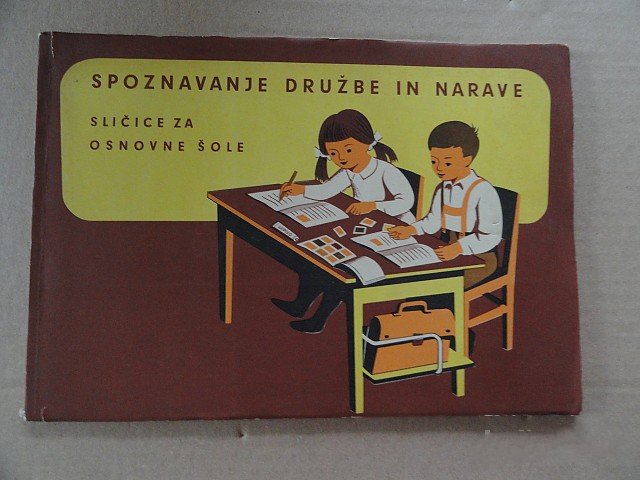 SPOZNAVANJE DRUŽBE IN NARAVE
SLIČICE ZA
OSNOVNE ŠOLE